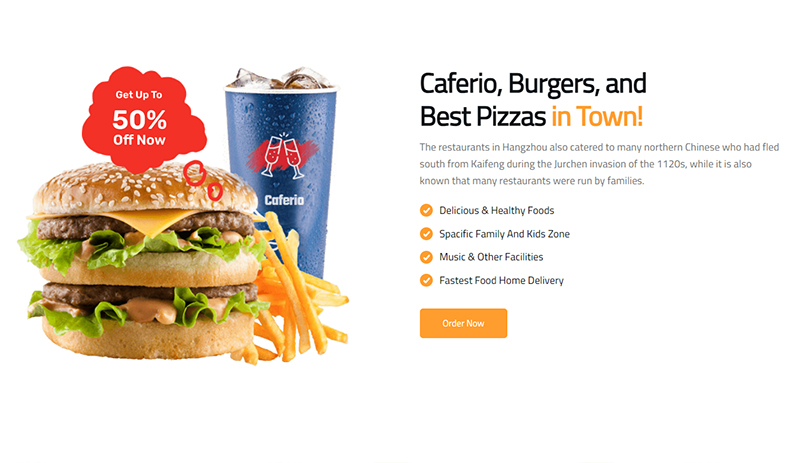 Get Up To
50%
Off Now
Caferio
Caferio, Burgers, and
Best Pizzas in Town!
The restaurants in Hangzhou also catered to many northern Chinese who had fled
south from Kaifeng during the Jurchen invasion of the 1120s, while it is also
known that many restaurants were run by families.
Delicious & Healthy Foods
Spacific Family And Kids Zone
Music & Other Facilities
Fastest Food Home Delivery
Order Now